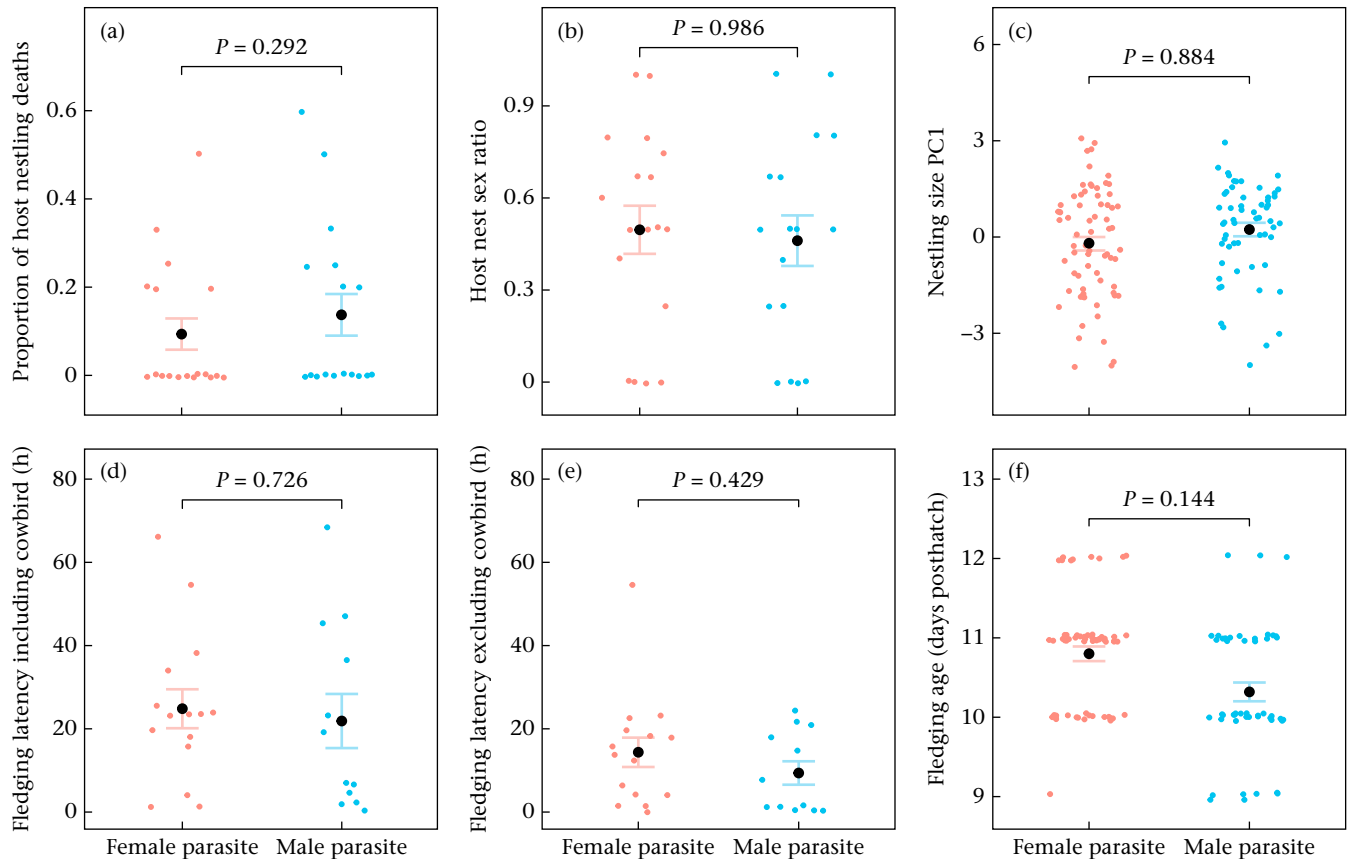 (a)
P = 0.292
0.6
0.4
0.2
0
Proportion of host nestling deaths
(b)
P = 0.986
0.9
0.6
0.3
0
Host nest sex ratio
(c)
P = 0.884
6
3
0
−3
Nestling size PC1
(d)
P = 0.726
80
60
40
20
0
Fledging latency including cowbird (h)
Female parasite Male parasite
(e)
P = 0.429
80
60
40
20
0
Fledging latency excluding cowbird (h)
Female parasite Male parasite
(f)
P = 0.144
13
12
11
10
9
Fledging age (days posthatch)
Female parasite Male parasite